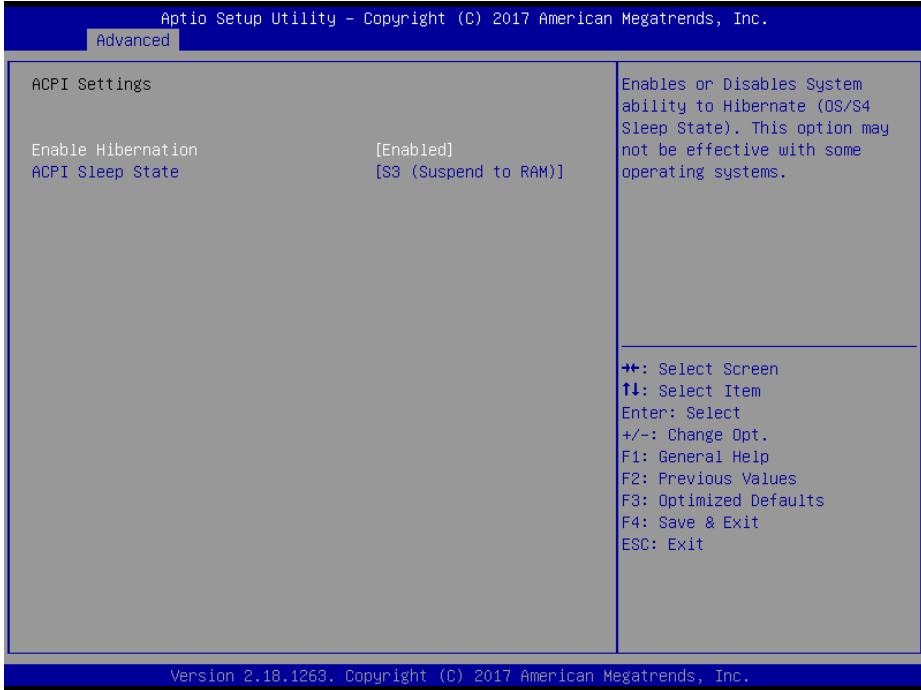 Aptio Setup Utility – Copyright (C) 2017 American Megatrends, Inc.
Advanced
ACPI Settings
Enable Hibernation [Enabled]
ACPI Sleep State [S3 (Suspend to RAM)]
Enables or Disables System
ability to Hibernate (OS/S4
Sleep State). This option may
not be effective with some
operating systems.
→←: Select Screen
↑↓: Select Item
Enter: Select
+/-: Change Opt.
F1: General Help
F2: Previous Values
F3: Optimized Defaults
F4: Save & Exit
ESC: Exit
Version 2.18.1263. Copyright (C) 2017 American Megatrends, Inc.